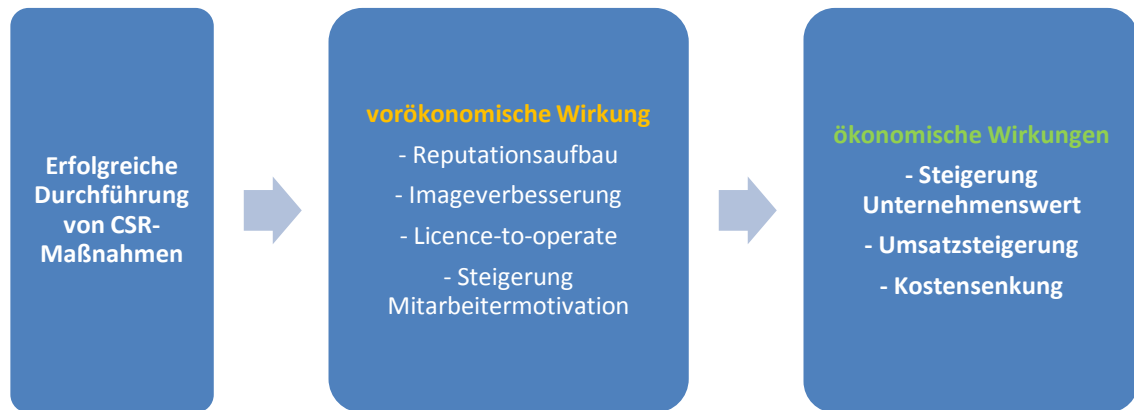 Erfolgreiche
Durchführung
von CSR-
Maßnahmen
vorökonomische Wirkung
- Reputationsaufbau
- Imageverbesserung
- Licence-to-operate
- Steigerung
Mitarbeitermotivation
ökonomische Wirkungen
- Steigerung
Unternehmenswert
- Umsatzsteigerung
- Kostensenkung